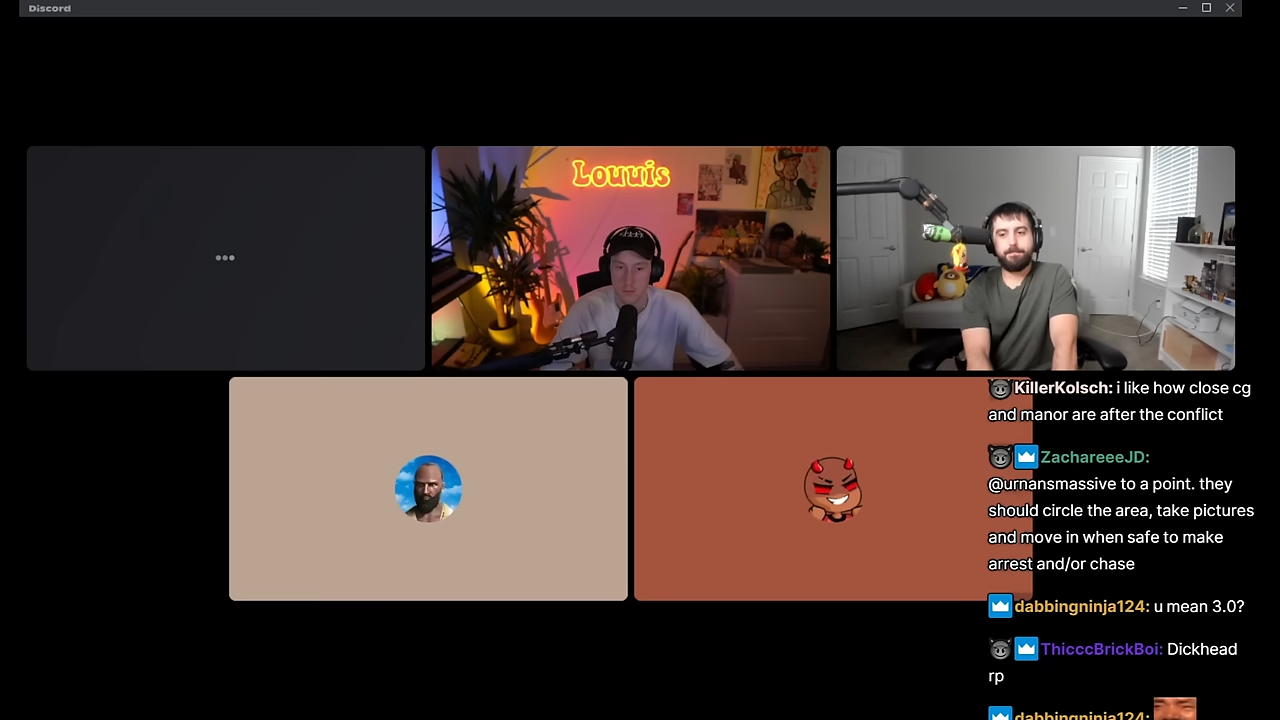 Discord
Louuis
KillerKolsch: i like how close cg
and manor are after the conflict
ZachareeeJD:
@urnansmassive to a point. they
should circle the area, take pictures
and move in when safe to make
arrest and/or chase
dabbingninja124: u mean 3.0?
ThicccBrickBoi: Dickhead
rp
dabbingninja124: